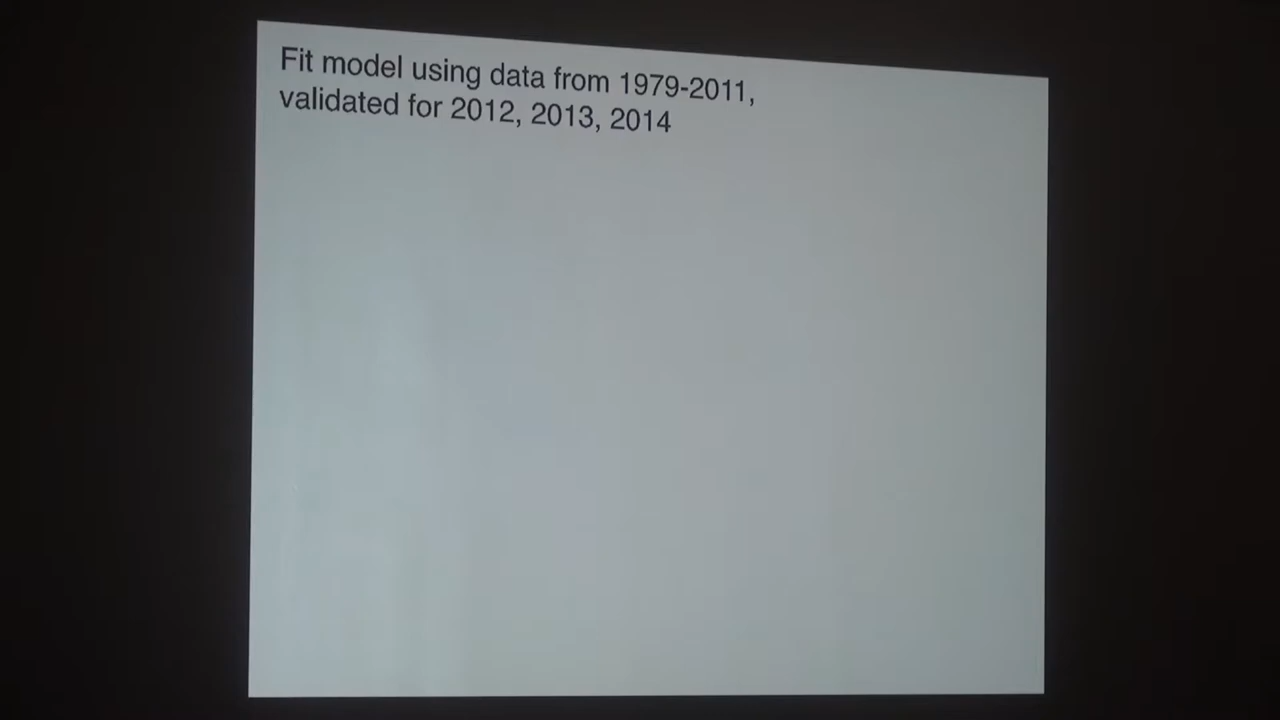 Fit model using data from 1979-2011,
validated for 2012, 2013, 2014